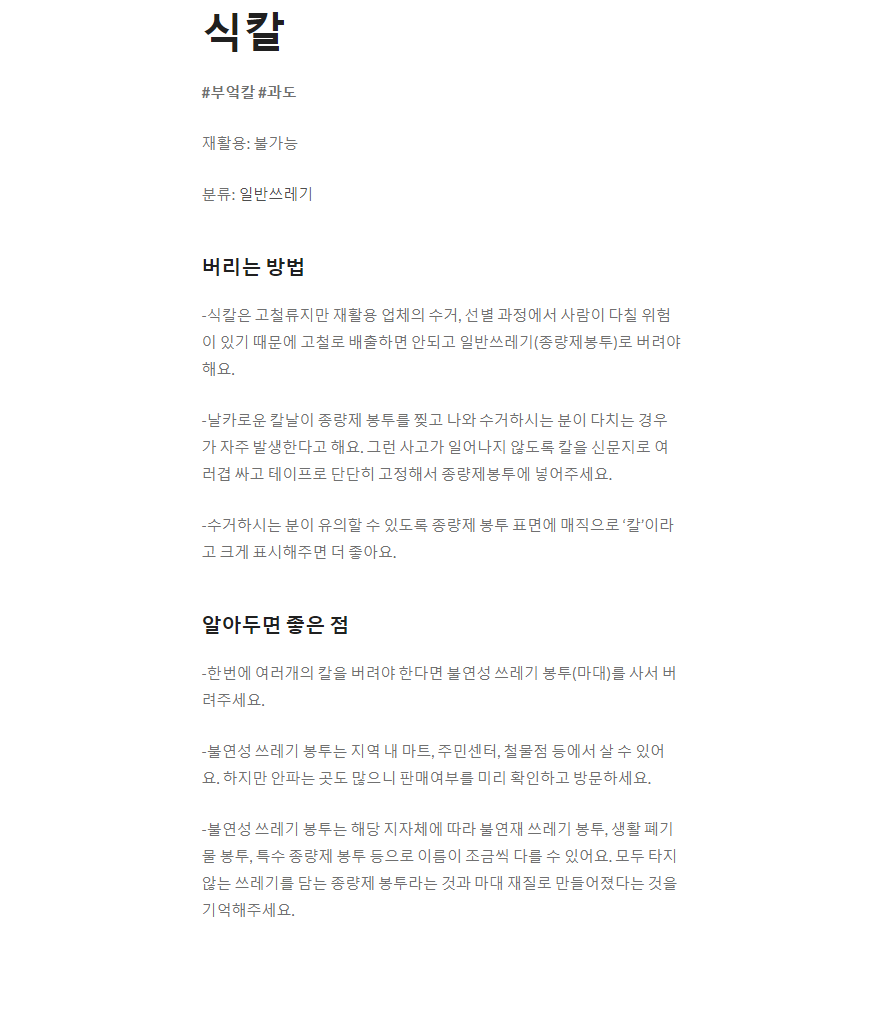 식칼
#부엌칼 #과도
재활용: 불가능
분류: 일반쓰레기
버리는 방법
-식칼은 고철류지만 재활용 업체의 수거, 선별 과정에서 사람이 다칠 위험
이 있기 때문에 고철로 배출하면 안되고 일반쓰레기(종량제봉투)로 버려야
해요.
-날카로운 칼날이 종량제 봉투를 찢고 나와 수거하시는 분이 다치는 경우
가 자주 발생한다고 해요. 그런 사고가 일어나지 않도록 칼을 신문지로 여
러겹 싸고 테이프로 단단히 고정해서 종량제봉투에 넣어주세요.
-수거하시는 분이 유의할 수 있도록 종량제 봉투 표면에 매직으로 ‘칼’이라
고 크게 표시해주면 더 좋아요.
알아두면 좋은 점
-한번에 여러개의 칼을 버려야 한다면 불연성 쓰레기 봉투(마대)를 사서 버
려주세요.
-불연성 쓰레기 봉투는 지역 내 마트, 주민센터, 철물점 등에서 살 수 있어
요. 하지만 안파는 곳도 많으니 판매여부를 미리 확인하고 방문하세요.
-불연성 쓰레기 봉투는 해당 지자체에 따라 불연재 쓰레기 봉투, 생활 폐기
물 봉투, 특수 종량제 봉투 등으로 이름이 조금씩 다를 수 있어요. 모두 타지
않는 쓰레기를 담는 종량제 봉투라는 것과 마대 재질로 만들어졌다는 것을
기억해주세요.